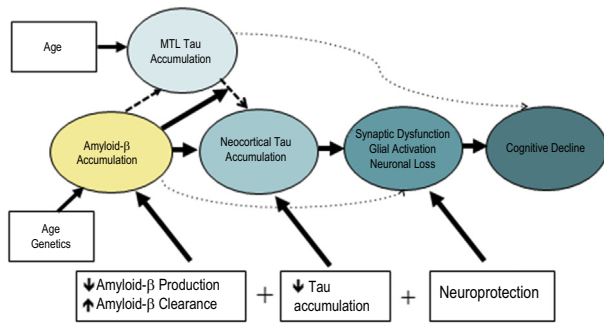 Age
MTL Tau
Accumulation
Amyloid-β
Accumulation
Neocortical Tau
Accumulation
Synaptic Dysfunction
Glial Activation
Neuronal Loss
Cognitive Decline
Age
Genetics
↓ Amyloid-β Production
↑ Amyloid-β Clearance
+
↓ Tau
accumulation
+
Neuroprotection